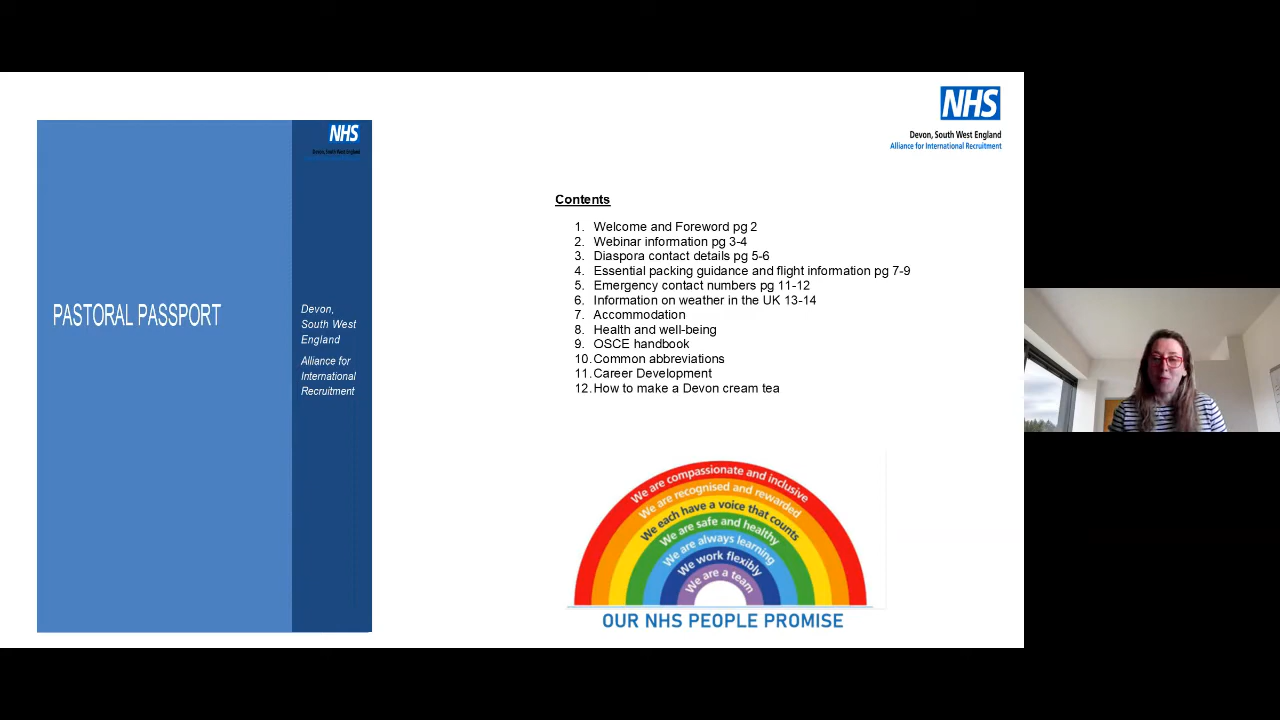 NHS
Devon, South West England
Alliance for International Recruitment
NHS
Devon, South West England
PASTORAL PASSPORT
Devon,
South West
England
Alliance for
International
Recruitment
Contents
1. Welcome and Foreword pg 2
2. Webinar information pg 3-4
3. Diaspora contact details pg 5-6
4. Essential packing guidance and flight information pg 7-9
5. Emergency contact numbers pg 11-12
6. Information on weather in the UK 13-14
7. Accommodation
8. Health and well-being
9. OSCE handbook
10. Common abbreviations
11. Career Development
12. How to make a Devon cream tea
We are compassionate and inclusive
We are recognised and rewarded
We each have a voice that counts
We are safe and healthy
We are always learning
We work flexibly
We are a team
OUR NHS PEOPLE PROMISE